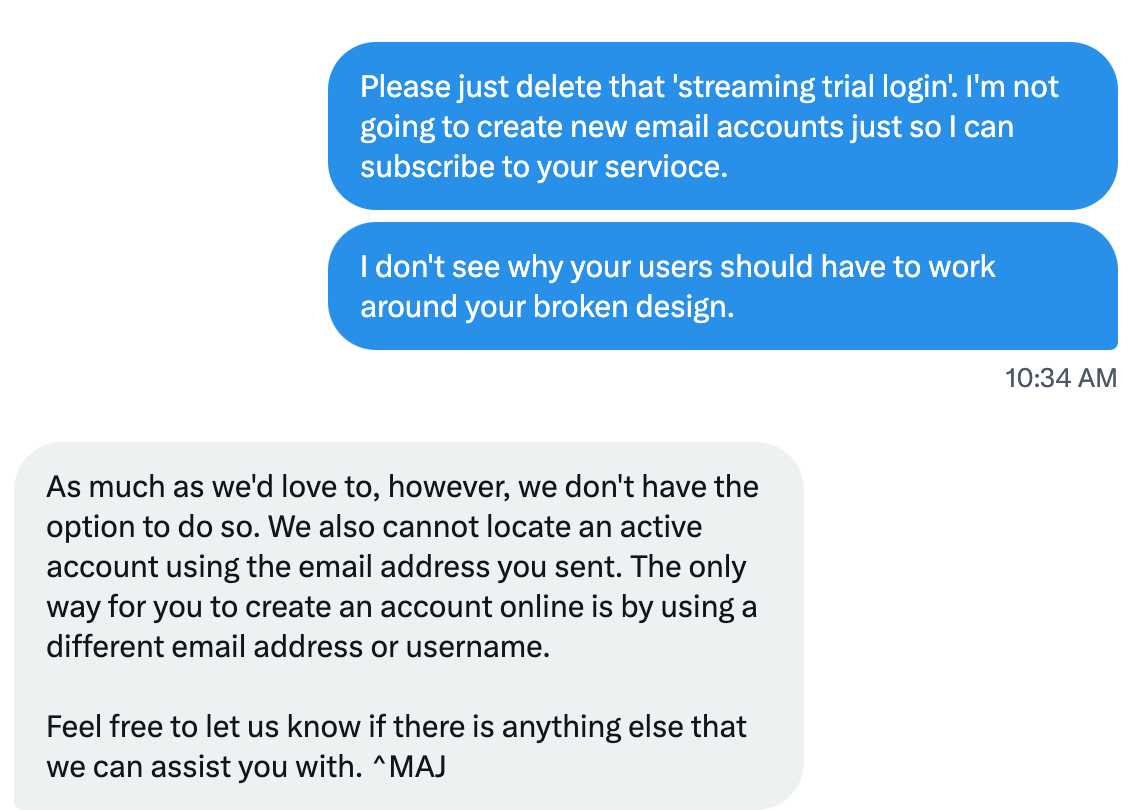 Please just delete that 'streaming trial login'. I'm not
going to create new email accounts just so I can
subscribe to your servioce.
I don't see why your users should have to work
around your broken design.
10:34 AM
As much as we'd love to, however, we don't have the
option to do so. We also cannot locate an active
account using the email address you sent. The only
way for you to create an account online is by using a
different email address or username.
Feel free to let us know if there is anything else that
we can assist you with. ^MAJ